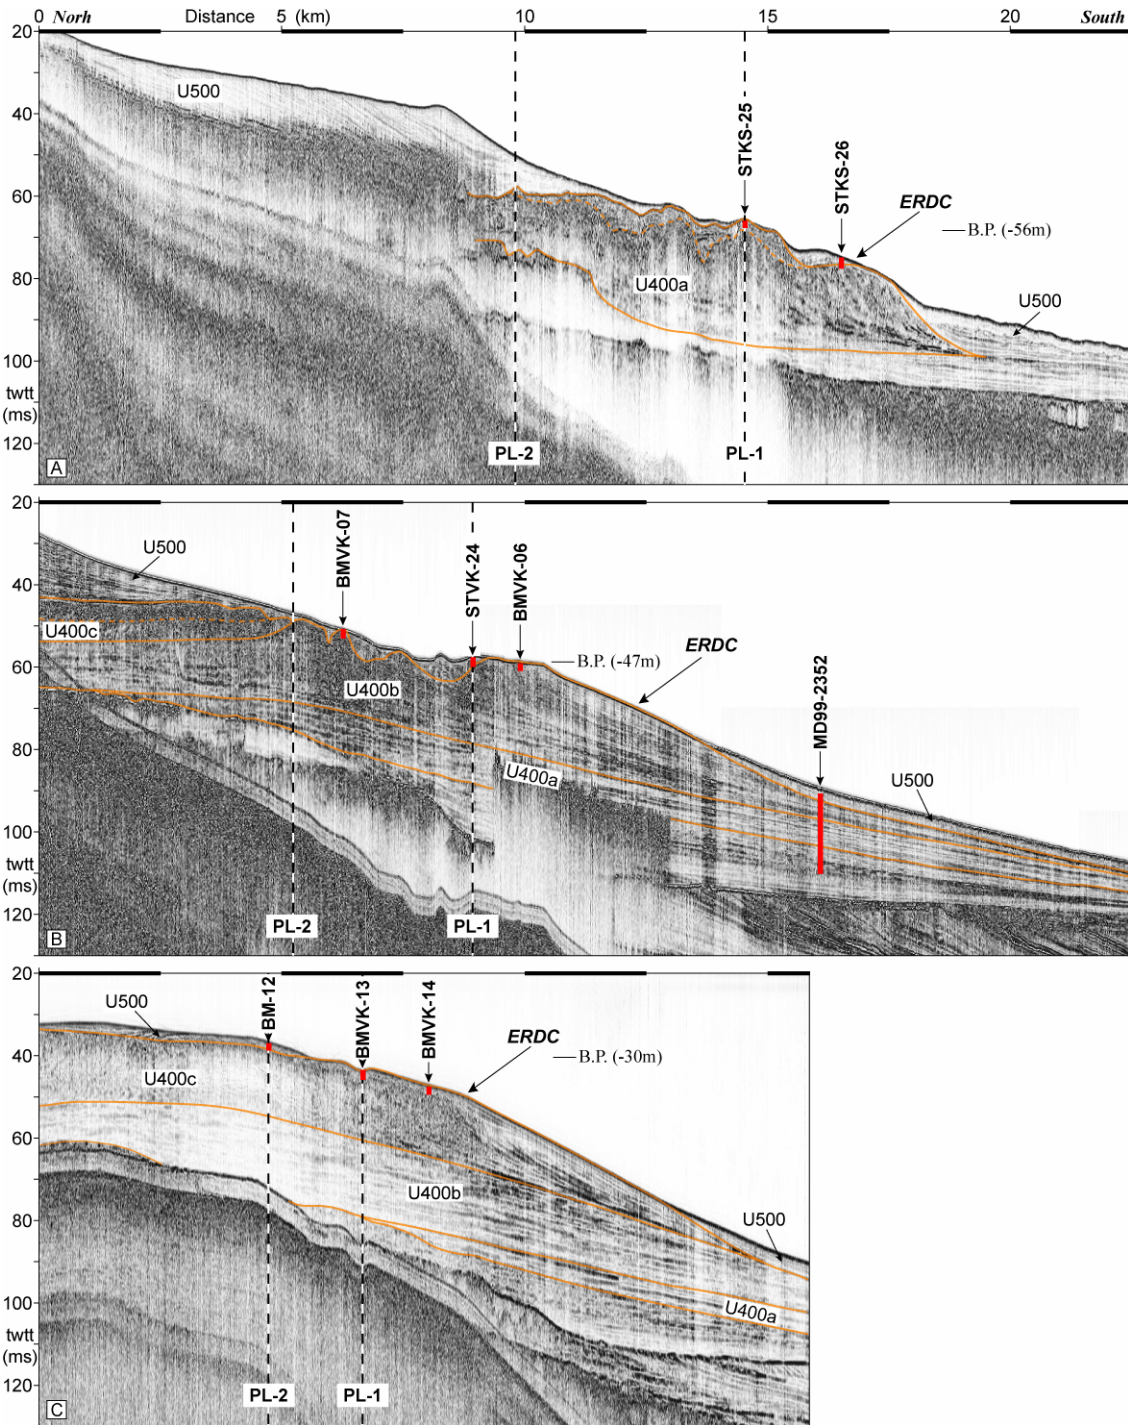 0 Norh Distance 5 (km) 10 15 20 South
20
U500
40
STKS-25
STKS-26
60
ERDC
B.P. (-56m)
80
U400a
U500
100
twtt
(ms)
120
PL-2
PL-1
A
20
BMVK-07
STVK-24
BMVK-06
U500
40
U400c
60
B.P. (-47m)
ERDC
U400b
MD99-2352
80
U400a
U500
100
twtt
(ms)
120
PL-2
PL-1
B
20
BM-12
BMVK-13
BMVK-14
U500
ERDC
40
B.P. (-30m)
U400c
60
U400b
80
U500
100
U400a
twtt
(ms)
120
PL-2
PL-1
C